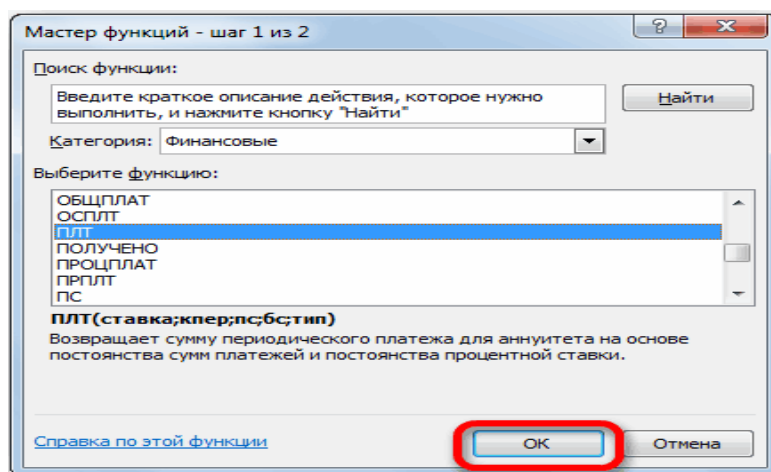 Мастер функций - шаг 1 из 2
Поиск функции:
Введите краткое описание действия, которое нужно
выполнить, и нажмите кнопку "Найти"
Найти
Категория: Финансовые
Выберите функцию:
ОБЩПЛАТ
ОСПЛТ
ПЛТ
ПОЛУЧЕНО
ПРОЦПЛАТ
ПРПЛТ
ПС
ПЛТ(ставка;кпер;пс;бс;тип)
Возвращает сумму периодического платежа для аннуитета на основе
постоянства сумм платежей и постоянства процентной ставки.
Справка по этой функции
ОК
Отмена